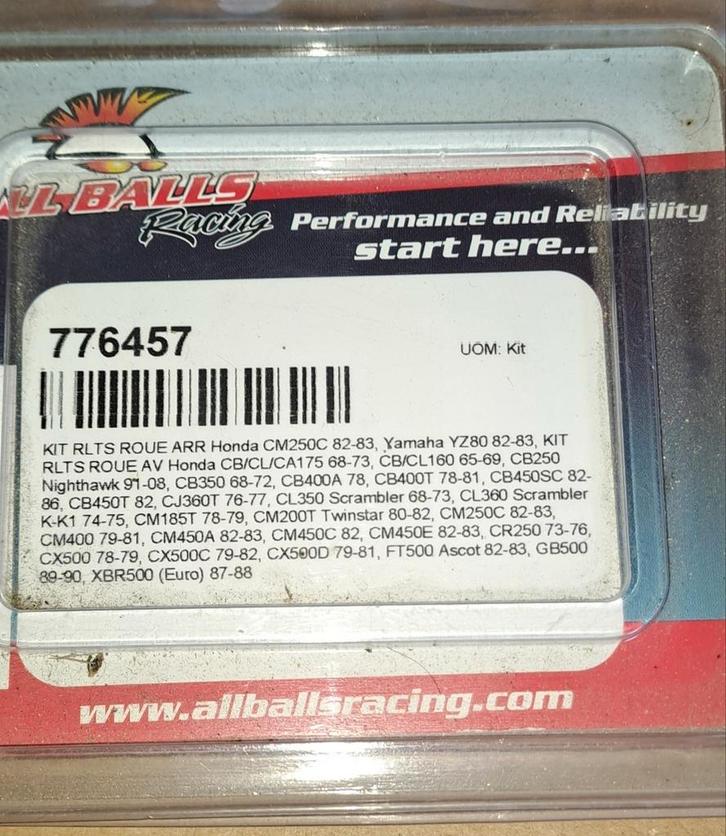 LL BALLS
Racing
Performance and Reliability
start here...
776457
UOM: Kit
KIT RLTS ROUE ARR Honda CM250C 82-83, Yamaha YZ80 82-83, KIT
RLTS ROUE AV Honda CB/CL/CA175 68-73, CB/CL160 65-69, CB250
Nighthawk 91-08, CB350 68-72, CB400A 78, CB400T 78-81, CB450SC 82-
86, CB450T 82, CJ360T 76-77, CL350 Scrambler 68-73, CL360 Scrambler
K-K1 74-75, CM185T 78-79, CM200T Twinstar 80-82, CM250C 82-83,
CM400 79-81, CM450A 82-83, CM450C 82, CM450E 82-83, CR250 73-76,
CX500 78-79, CX500C 79-82, CX500D 79-81, FT500 Ascot 82-83, GB500
89-90, XBR500 (Euro) 87-88
www.allballsracing.com